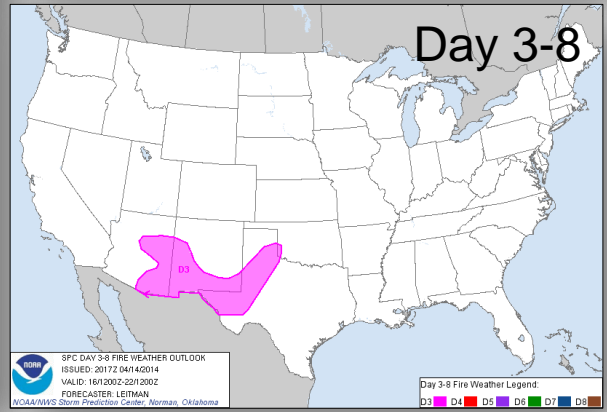 Day 3-8
D3
NOAA
SPC DAY 3-8 FIRE WEATHER OUTLOOK
ISSUED: 2017Z 04/14/2014
VALID: 16/1200Z-22/1200Z
FORECASTER: LEITMAN
NOAA/NWS Storm Prediction Center, Norman, Oklahoma
Day 3-8 Fire Weather Legend:
D3 D4 D5 D6 D7 D8